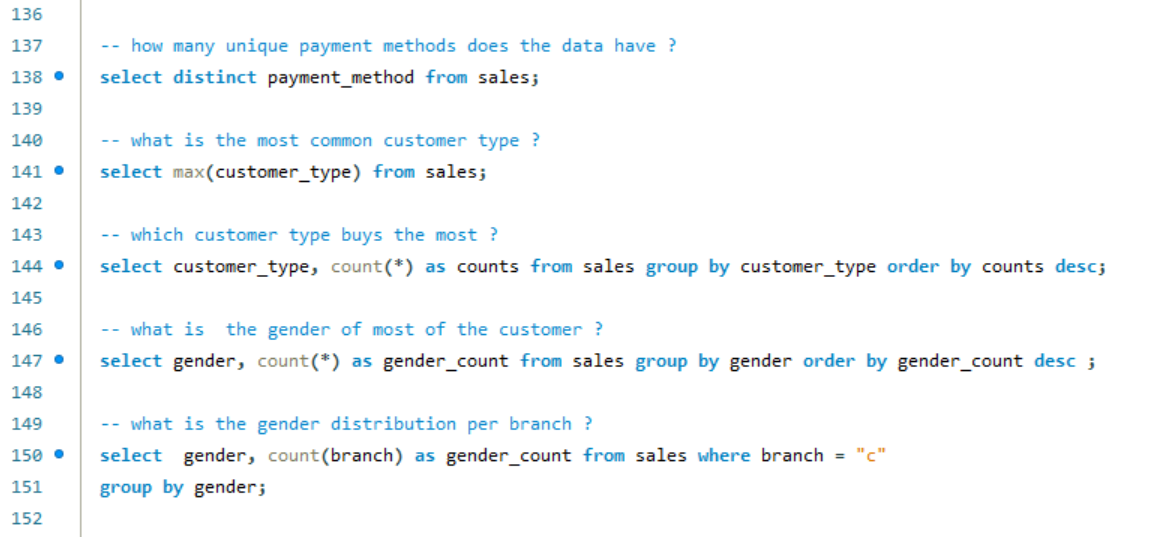 136
137 -- how many unique payment methods does the data have ?
138 select distinct payment_method from sales;
139
140 -- what is the most common customer type ?
141 select max(customer_type) from sales;
142
143 -- which customer type buys the most ?
144 select customer_type, count(*) as counts from sales group by customer_type order by counts desc;
145
146 -- what is  the gender of most of the customer ?
147 select gender, count(*) as gender_count from sales group by gender order by gender_count desc ;
148
149 -- what is the gender distribution per branch ?
150 select  gender, count(branch) as gender_count from sales where branch = "c"
151 group by gender;
152